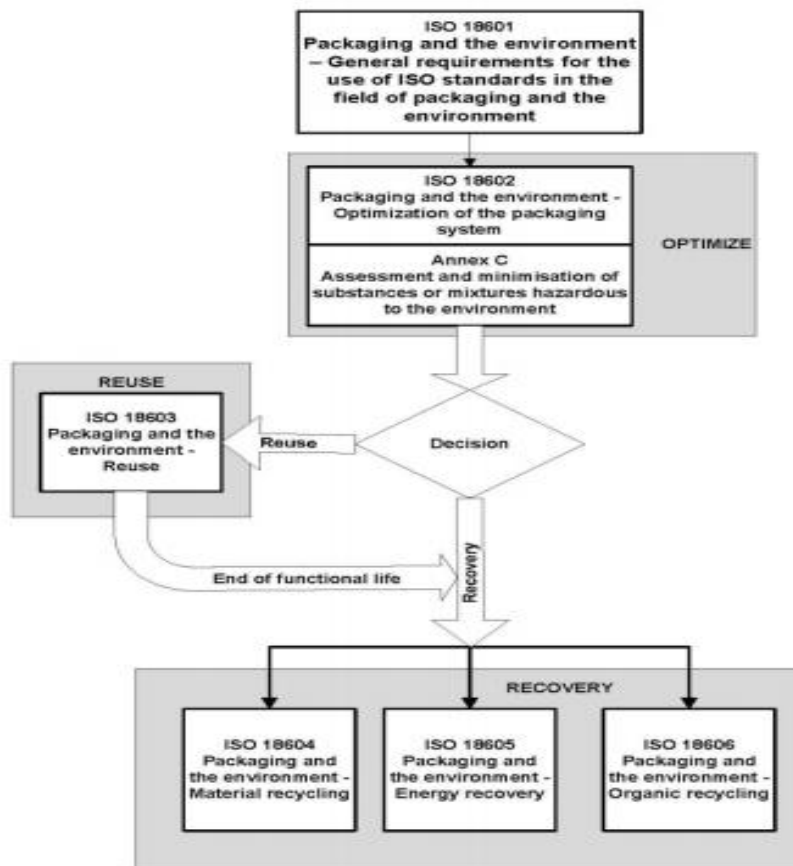 ISO 18601
Packaging and the environment
– General requirements for the
use of ISO standards in the
field of packaging and the
environment
ISO 18602
Packaging and the environment -
Optimization of the packaging
system
OPTIMIZE
Annex C
Assessment and minimisation of
substances or mixtures hazardous
to the environment
REUSE
ISO 18603
Packaging and the
environment -
Reuse
Reuse
Decision
End of functional life
Recovery
RECOVERY
ISO 18604
Packaging and
the environment -
Material recycling
ISO 18605
Packaging and
the environment -
Energy recovery
ISO 18606
Packaging and
the environment -
Organic recycling